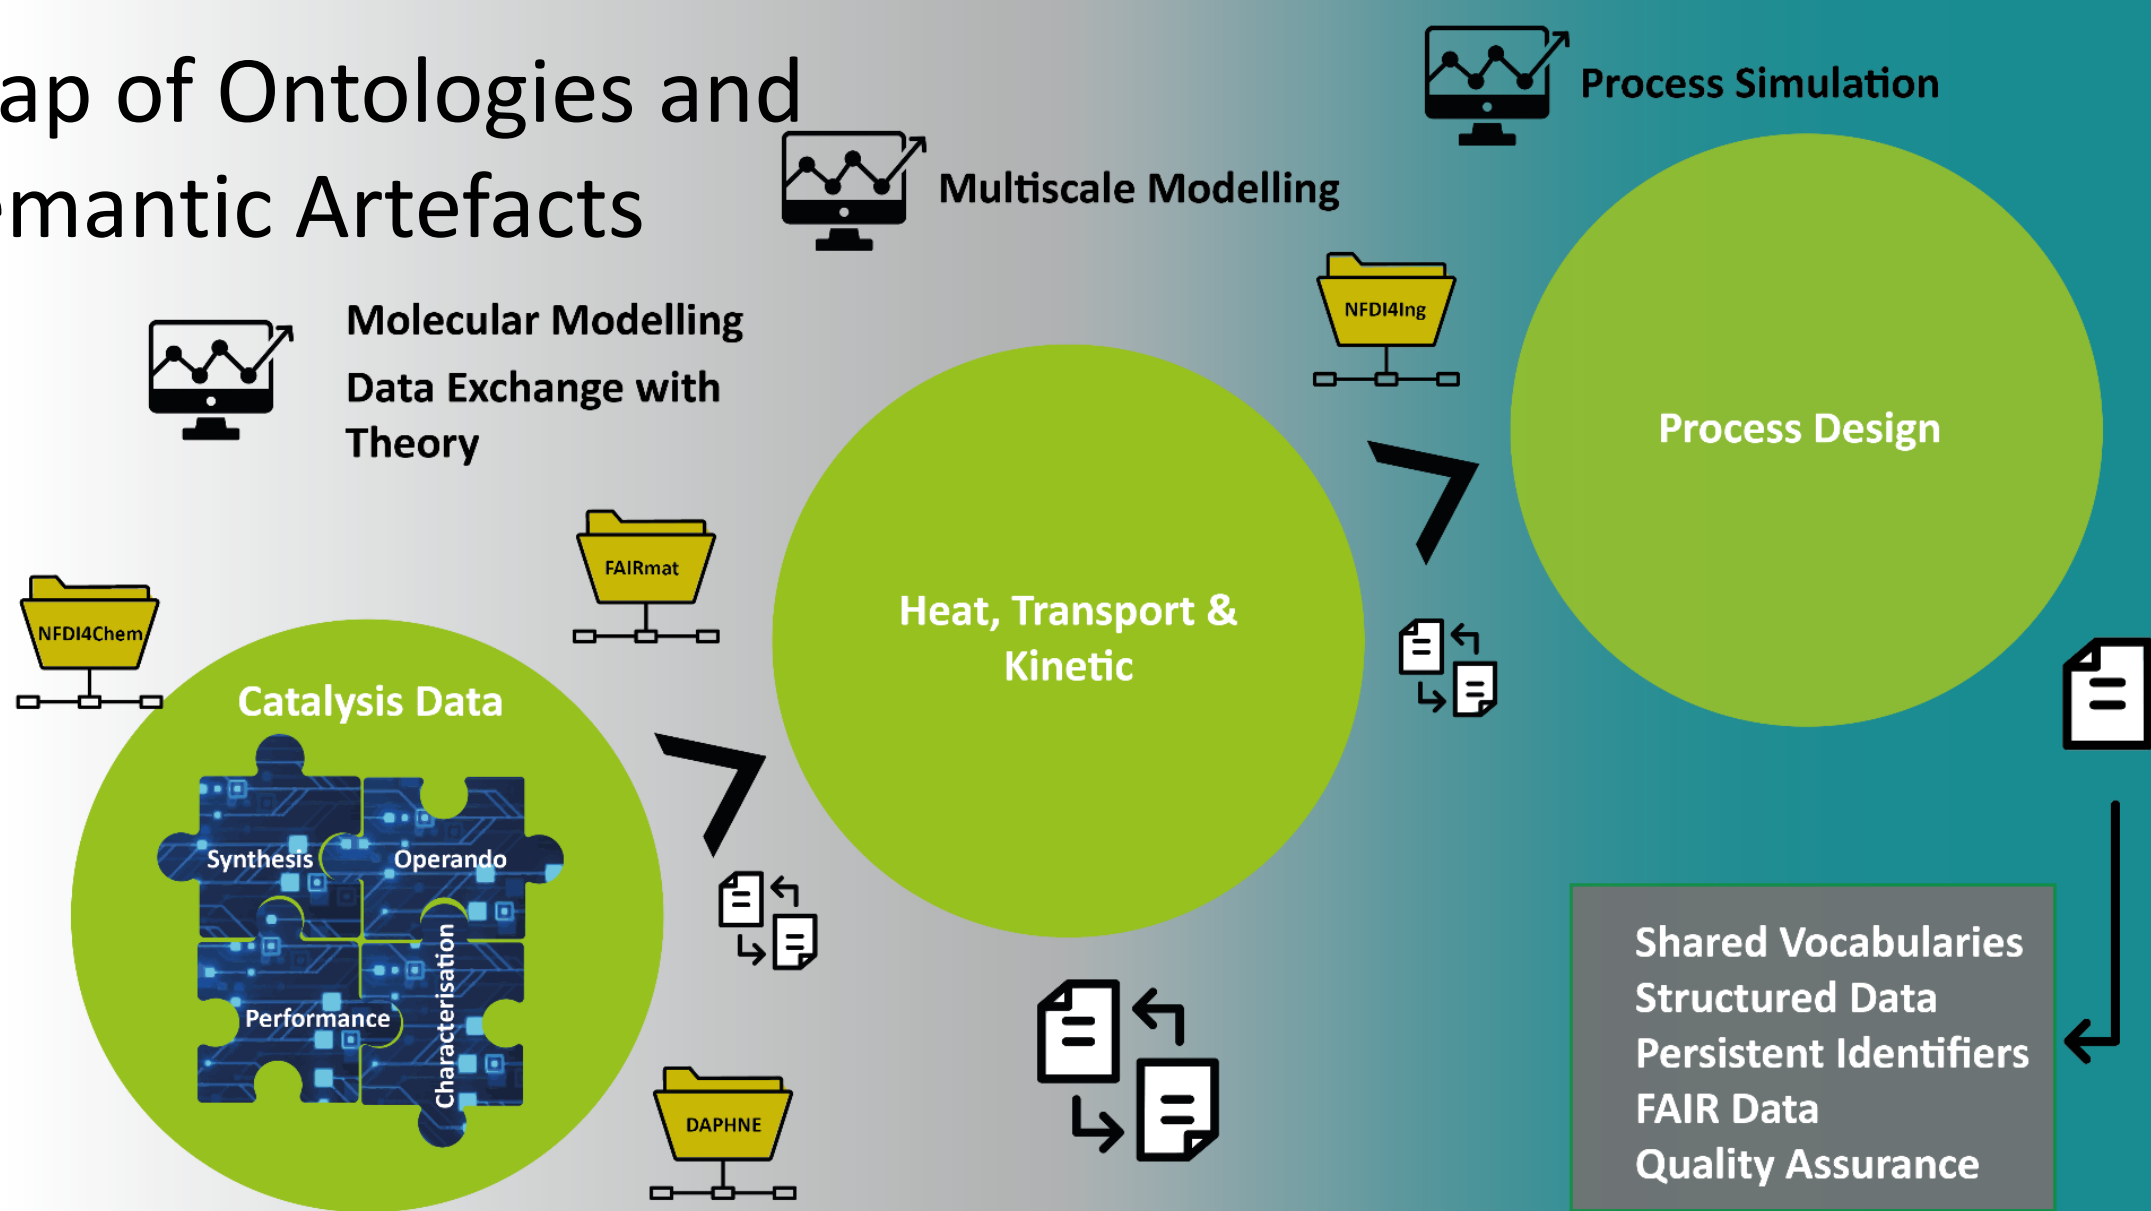 ap of Ontologies and
emantic Artefacts
Process Simulation
Multiscale Modelling
Molecular Modelling
Data Exchange with
Theory
NFDI4Ing
Process Design
FAIRmat
NFDI4Chem
Heat, Transport &
Kinetic
Catalysis Data
Synthesis
Operando
Performance
Characterisation
DAPHNE
Shared Vocabularies
Structured Data
Persistent Identifiers
FAIR Data
Quality Assurance